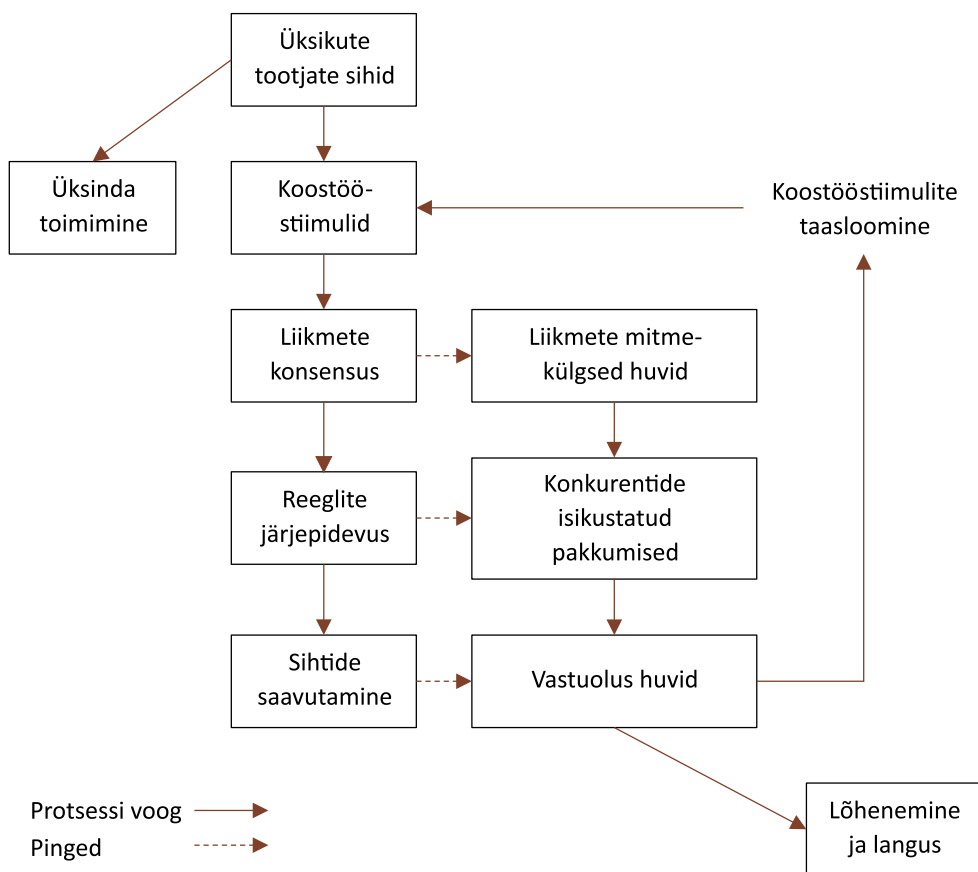 Üksikute
tootjate sihid
Üksinda
toimimine
Koostöö-
stiimulid
Koostööstiimulite
taasloomine
Liikmete
konsensus
Liikmete mitme-
külgsed huvid
Reeglite
järjepidevus
Konkurentide
isikustatud
pakkumised
Sihtide
saavutamine
Vastuolus huvid
Protsessi voog
Pinged
Lõhenemine
ja langus